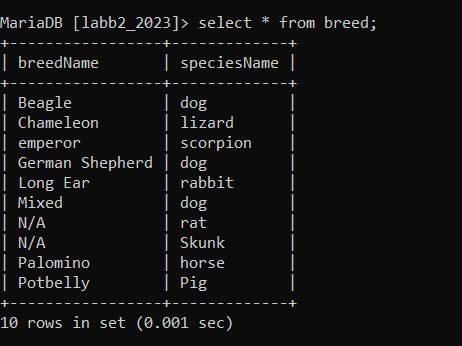 MariaDB [labb2_2023]> select * from breed;
+-----------------+-------------+
| breedName       | speciesName |
+-----------------+-------------+
| Beagle          | dog         |
| Chameleon       | lizard      |
| emperor         | scorpion    |
| German Shepherd | dog         |
| Long Ear        | rabbit      |
| Mixed           | dog         |
| N/A             | rat         |
| N/A             | Skunk       |
| Palomino        | horse       |
| Potbelly        | Pig         |
+-----------------+-------------+
10 rows in set (0.001 sec)